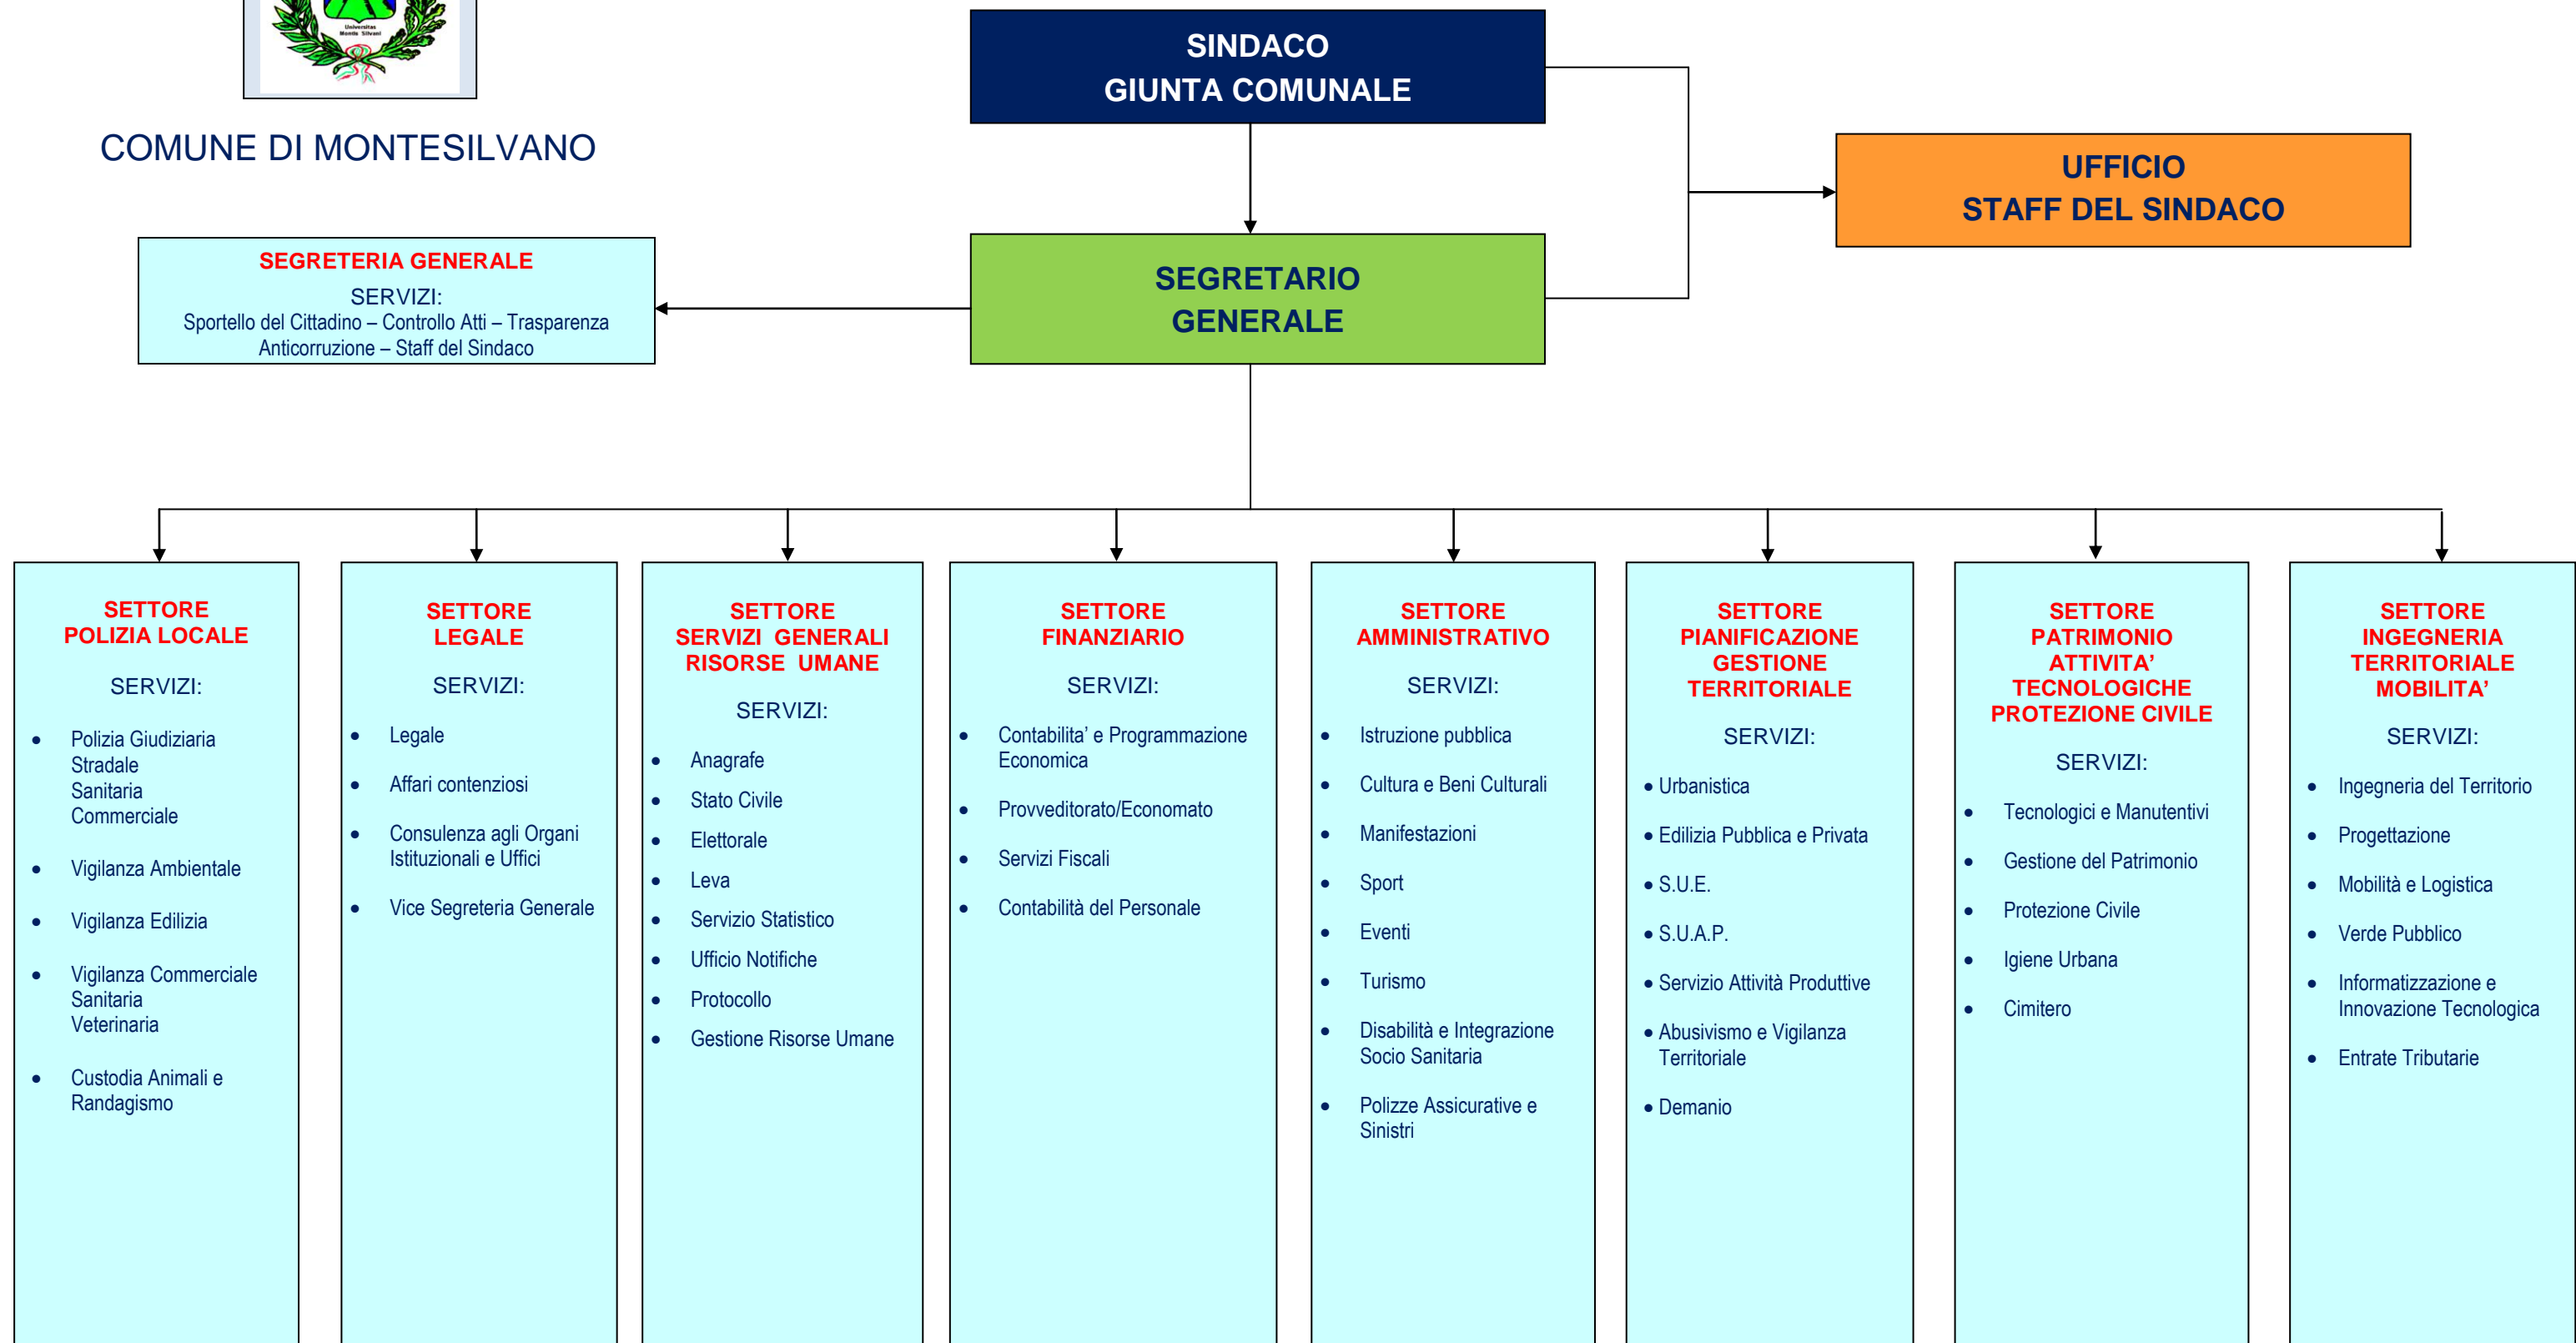 Universitas
Montis Silvani
COMUNE DI MONTESILVANO
SINDACO
GIUNTA COMUNALE
UFFICIO
STAFF DEL SINDACO
SEGRETERIA GENERALE
SERVIZI:
Sportello del Cittadino – Controllo Atti – Trasparenza
Anticorruzione – Staff del Sindaco
SEGRETARIO
GENERALE
SETTORE
POLIZIA LOCALE
SERVIZI:
• Polizia Giudiziaria
Stradale
Sanitaria
Commerciale
• Vigilanza Ambientale
• Vigilanza Edilizia
• Vigilanza Commerciale
Sanitaria
Veterinaria
• Custodia Animali e
Randagismo
SETTORE
LEGALE
SERVIZI:
• Legale
• Affari contenziosi
• Consulenza agli Organi
Istituzionali e Uffici
• Vice Segreteria Generale
SETTORE
SERVIZI GENERALI
RISORSE UMANE
SERVIZI:
• Anagrafe
• Stato Civile
• Elettorale
• Leva
• Servizio Statistico
• Ufficio Notifiche
• Protocollo
• Gestione Risorse Umane
SETTORE
FINANZIARIO
SERVIZI:
• Contabilita’ e Programmazione
Economica
• Provveditorato/Economato
• Servizi Fiscali
• Contabilità del Personale
SETTORE
AMMINISTRATIVO
SERVIZI:
• Istruzione pubblica
• Cultura e Beni Culturali
• Manifestazioni
• Sport
• Eventi
• Turismo
• Disabilità e Integrazione
Socio Sanitaria
• Polizze Assicurative e
Sinistri
SETTORE
PIANIFICAZIONE
GESTIONE
TERRITORIALE
SERVIZI:
• Urbanistica
• Edilizia Pubblica e Privata
• S.U.E.
• S.U.A.P.
• Servizio Attività Produttive
• Abusivismo e Vigilanza
Territoriale
• Demanio
SETTORE
PATRIMONIO
ATTIVITA’
TECNOLOGICHE
PROTEZIONE CIVILE
SERVIZI:
• Tecnologici e Manutentivi
• Gestione del Patrimonio
• Protezione Civile
• Igiene Urbana
• Cimitero
SETTORE
INGEGNERIA
TERRITORIALE
MOBILITA’
SERVIZI:
• Ingegneria del Territorio
• Progettazione
• Mobilità e Logistica
• Verde Pubblico
• Informatizzazione e
Innovazione Tecnologica
• Entrate Tributarie